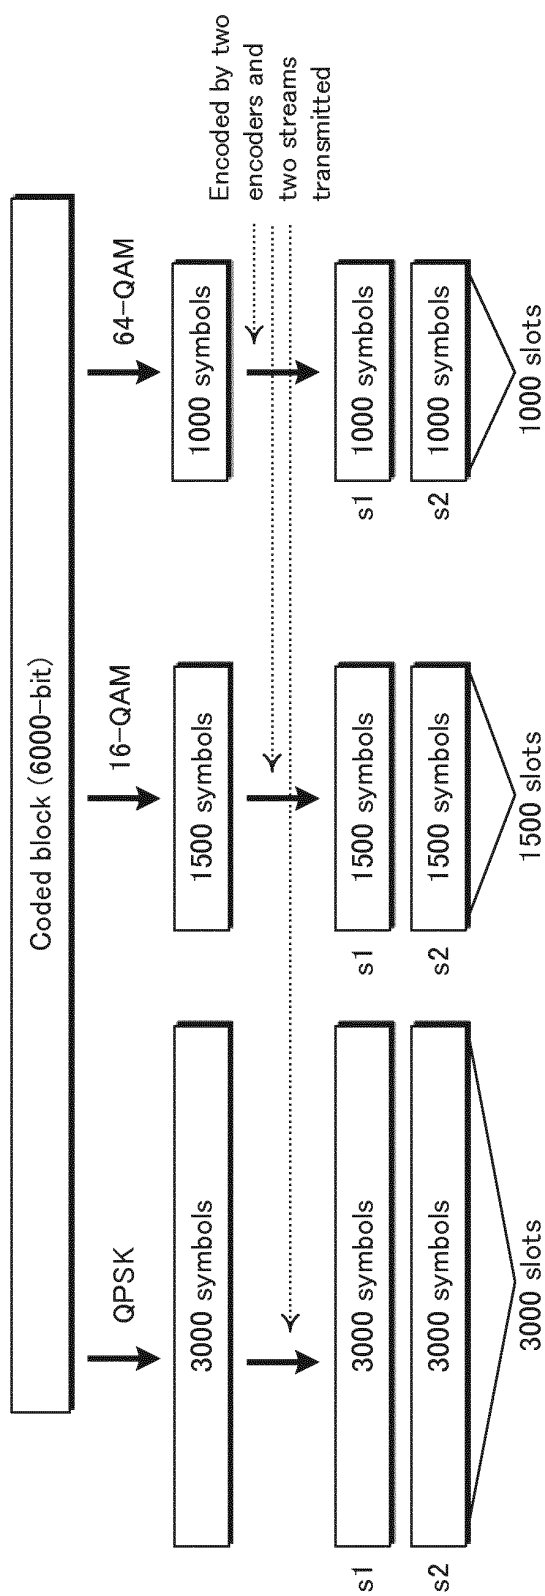 Coded block (6000-bit)
QPSK
16-QAM
64-QAM
3000 symbols
1500 symbols
1000 symbols
Encoded by two
encoders and
two streams
transmitted
s1
3000 symbols
s1
1500 symbols
s1
1000 symbols
s2
3000 symbols
s2
1500 symbols
s2
1000 symbols
3000 slots
1500 slots
1000 slots